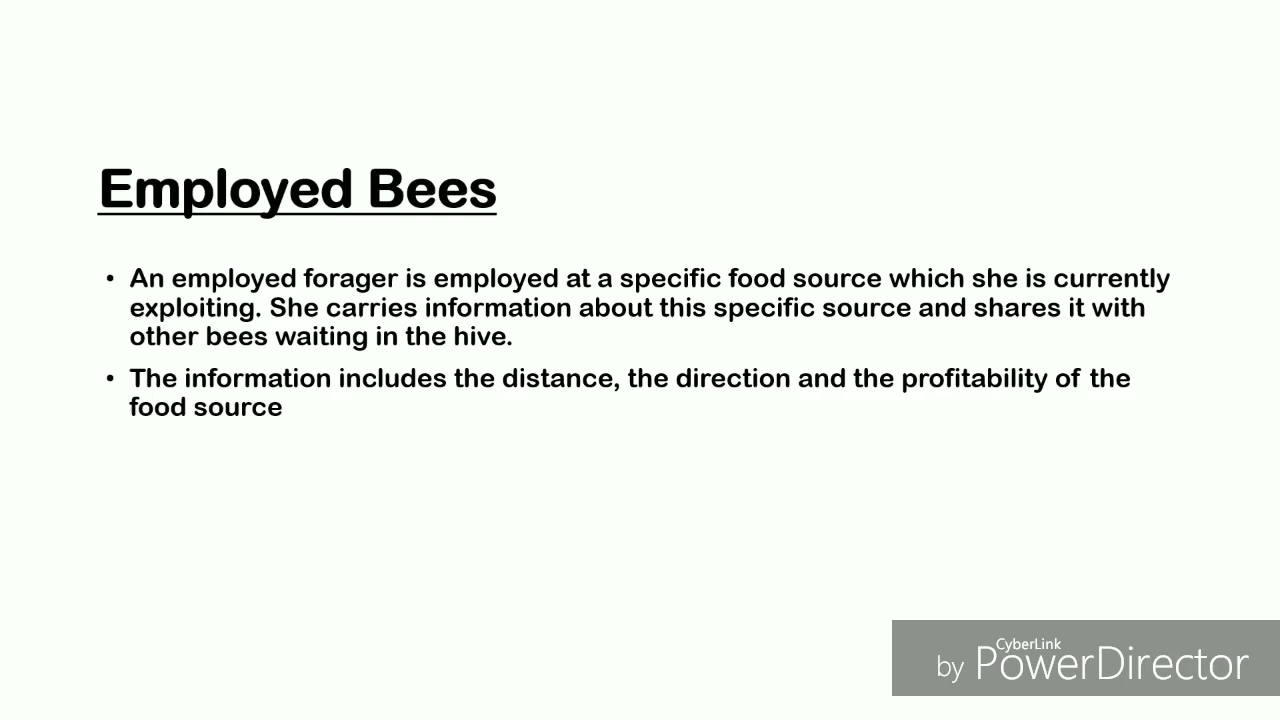 Employed Bees
• An employed forager is employed at a specific food source which she is currently
exploiting. She carries information about this specific source and shares it with
other bees waiting in the hive.
• The information includes the distance, the direction and the profitability of the
food source
CyberLink
by PowerDirector